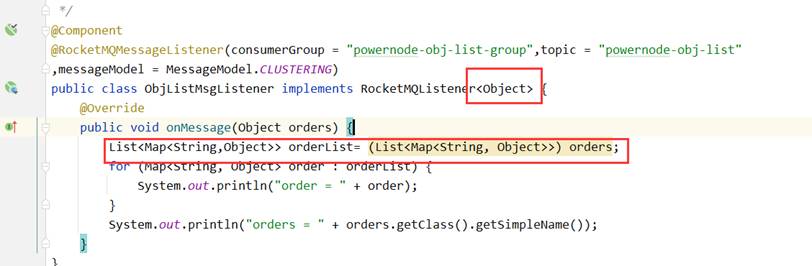 */
@Component
@RocketMQMessageListener(consumerGroup = "powernode-obj-list-group",topic = "powernode-obj-list"
,messageModel = MessageModel.CLUSTERING)
public class ObjListMsgListener implements RocketMQListener<Object> {
@Override
public void onMessage(Object orders) {
List<Map<String,Object>> orderList= (List<Map<String, Object>>) orders;
for (Map<String, Object> order : orderList) {
System.out.println("order = " + order);
}
System.out.println("orders = " + orders.getClass().getSimpleName());
}
}